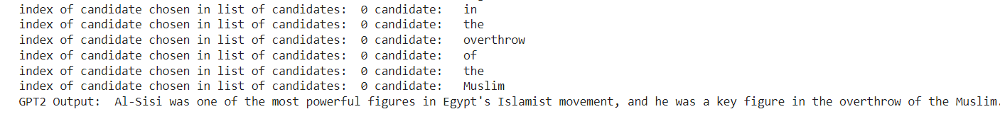 index of candidate chosen in list of candidates:  0 candidate:   in
index of candidate chosen in list of candidates:  0 candidate:   the
index of candidate chosen in list of candidates:  0 candidate:   overthrow
index of candidate chosen in list of candidates:  0 candidate:   of
index of candidate chosen in list of candidates:  0 candidate:   the
index of candidate chosen in list of candidates:  0 candidate:   Muslim
GPT2 Output:  Al-Sisi was one of the most powerful figures in Egypt's Islamist movement, and he was a key figure in the overthrow of the Muslim.